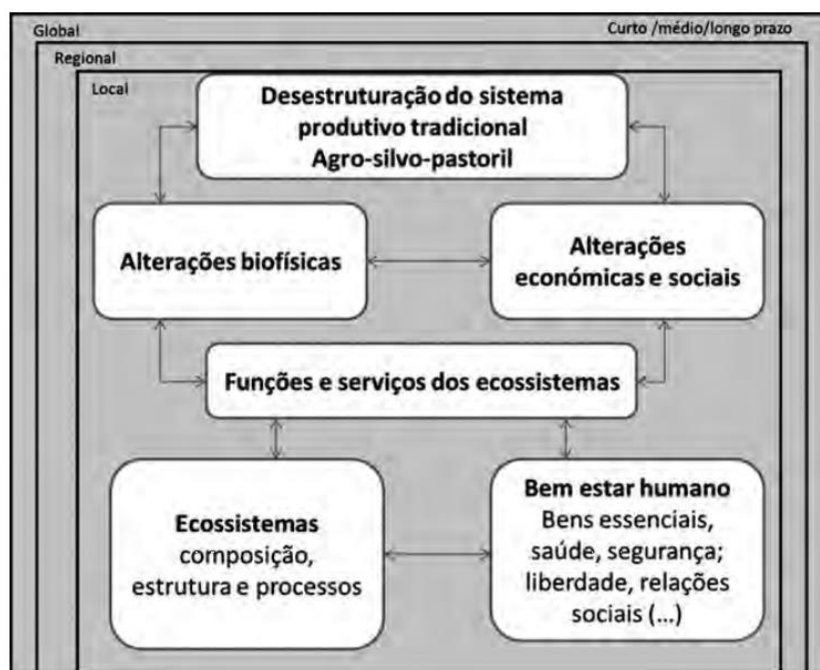 Global
Curto /médio/longo prazo
Regional
Local
Desestruturação do sistema
produtivo tradicional
Agro-silvo-pastoril
Alterações biofísicas
Alterações
económicas e sociais
Funções e serviços dos ecossistemas
Ecossistemas
composição,
estrutura e processos
Bem estar humano
Bens essenciais,
saúde, segurança;
liberdade, relações
sociais (...)